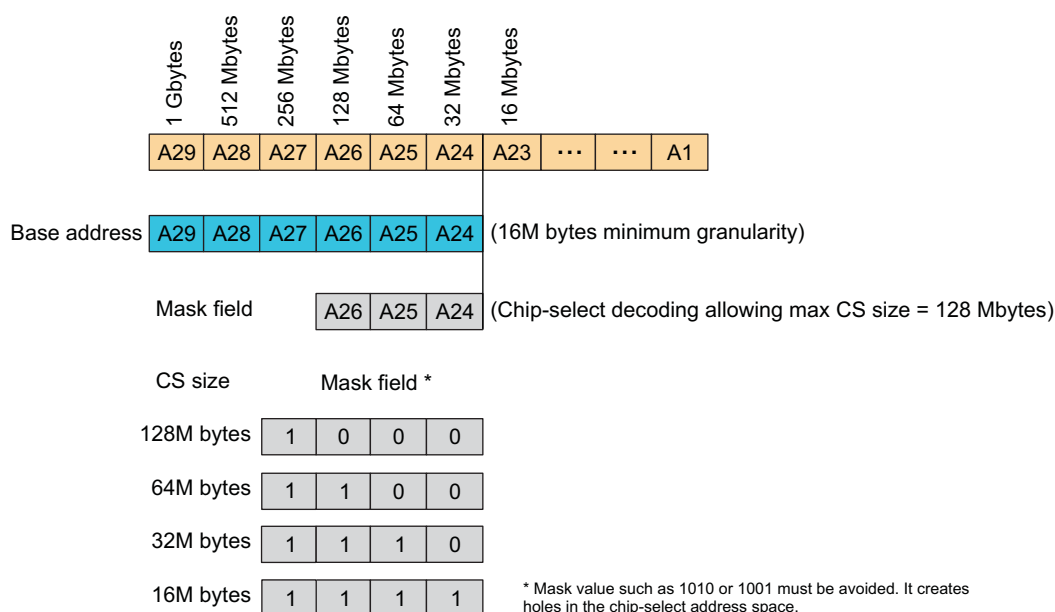 1 Gbytes 512 Mbytes 256 Mbytes 128 Mbytes 64 Mbytes 32 Mbytes 16 Mbytes
A29 A28 A27 A26 A25 A24 A23 ... ... A1
Base address A29 A28 A27 A26 A25 A24 (16M bytes minimum granularity)
Mask field A26 A25 A24 (Chip-select decoding allowing max CS size = 128 Mbytes)
CS size Mask field *
128M bytes 1 0 0 0
64M bytes 1 1 0 0
32M bytes 1 1 1 0
16M bytes 1 1 1 1
* Mask value such as 1010 or 1001 must be avoided. It creates
holes in the chip-select address space.